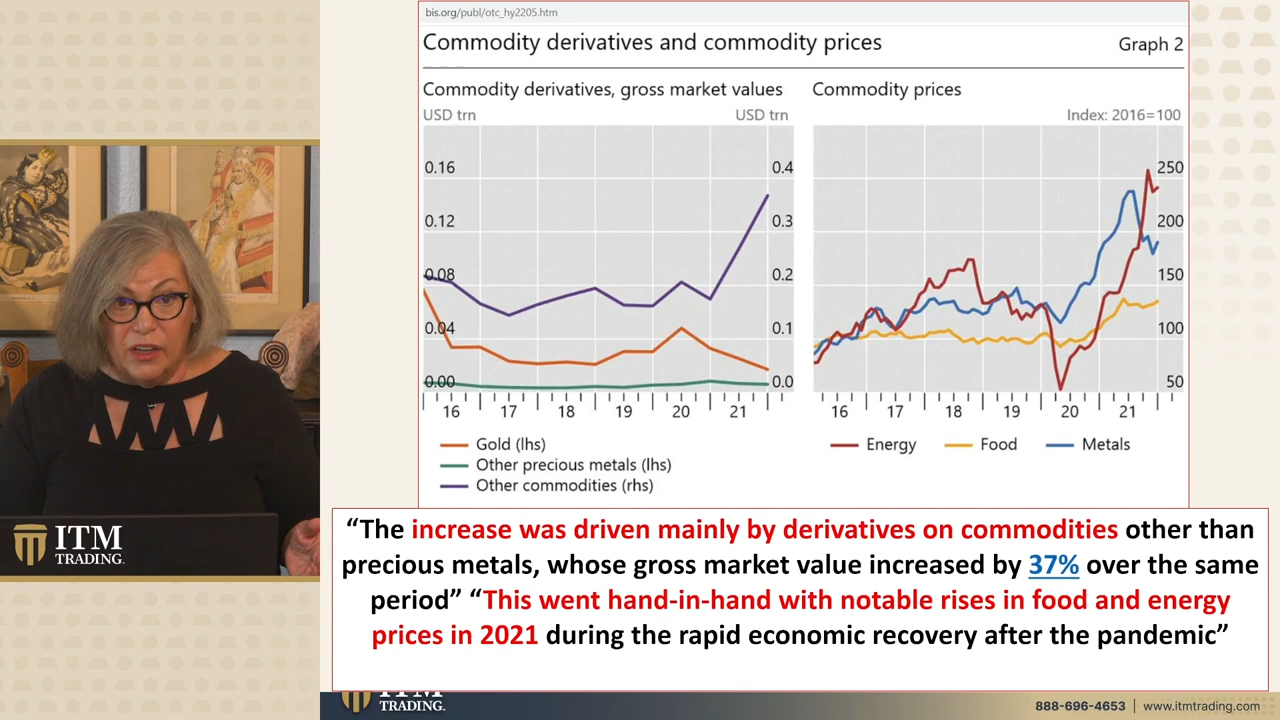 bis.org/publ/otc_hy2205.htm
Commodity derivatives and commodity prices
Graph 2
Commodity derivatives, gross market values
USD trn
USD trn
0.16
0.12
0.08
0.04
0.00
0.4
0.3
0.2
0.1
0.0
16 17 18 19 20 21
Gold (lhs)
Other precious metals (lhs)
Other commodities (rhs)
Commodity prices
Index: 2016=100
250
200
150
100
50
16 17 18 19 20 21
Energy Food Metals
ITM
TRADING.
“The increase was driven mainly by derivatives on commodities other than
precious metals, whose gross market value increased by 37% over the same
period” “This went hand-in-hand with notable rises in food and energy
prices in 2021 during the rapid economic recovery after the pandemic”
ITM
TRADING.
888-696-4653 | www.itmtrading.com